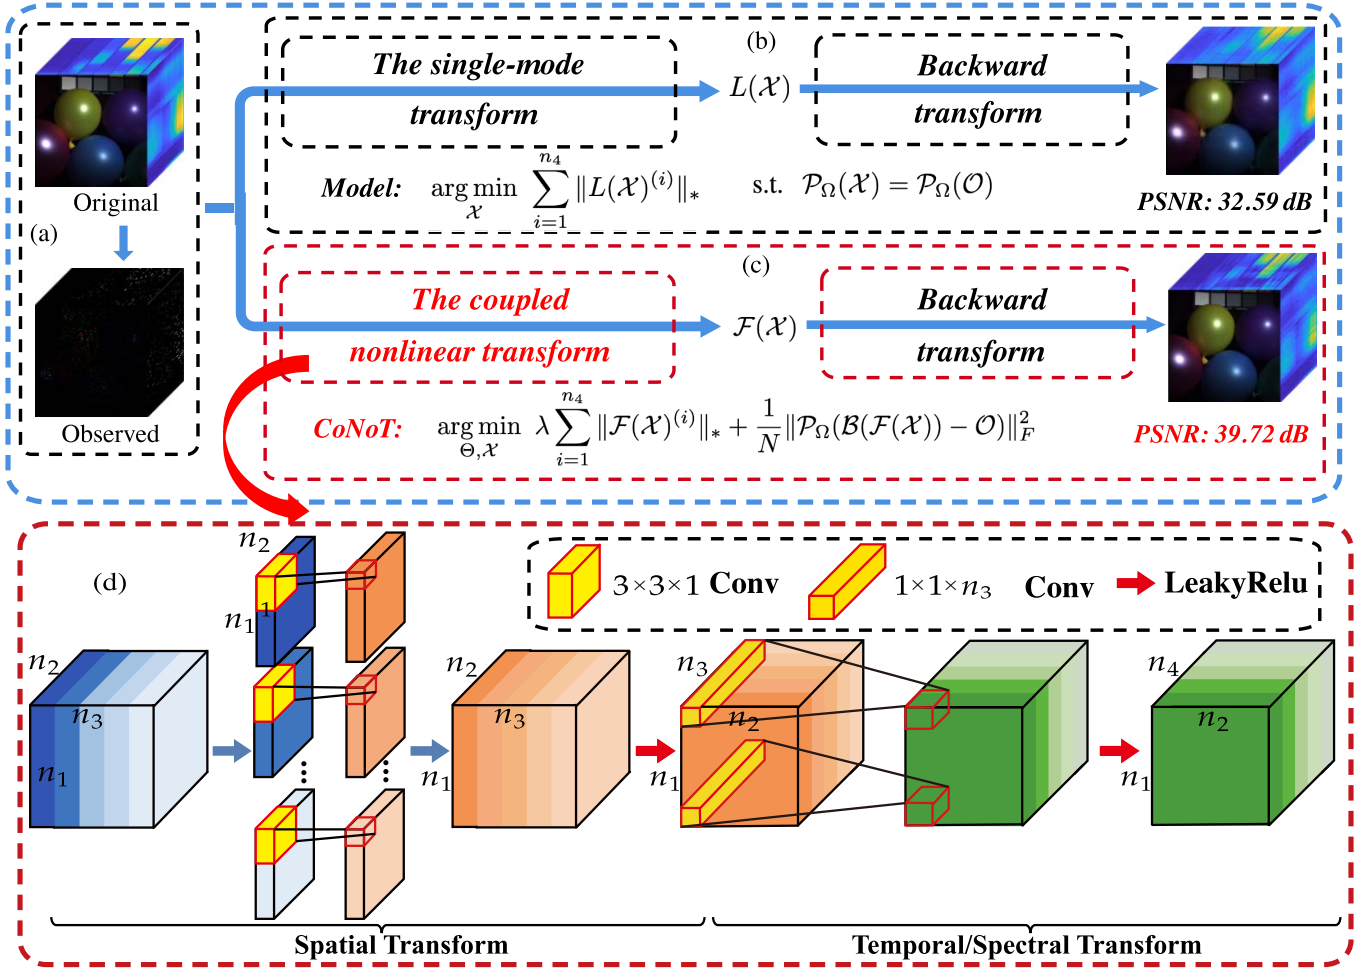 Original
(a)
Observed
(b)
The single-mode
transform
L(𝒳)
Backward
transform
Model: arg min_𝒳 ∑_{i=1}^{n_4} ‖L(𝒳)^{(i)}‖_* s.t. 𝒫_Ω(𝒳) = 𝒫_Ω(𝒪)
PSNR: 32.59 dB
(c)
The coupled
nonlinear transform
ℱ(𝒳)
Backward
transform
CoNoT: arg min_{Θ,𝒳} λ ∑_{i=1}^{n_4} ‖ℱ(𝒳)^{(i)}‖_* + 1/N ‖𝒫_Ω(ℬ(ℱ(𝒳)) − 𝒪)‖_F^2
PSNR: 39.72 dB
(d)
3×3×1 Conv
1×1×n_3 Conv
LeakyRelu
n_2
n_3
n_1
n_2
1
n_1
n_2
n_3
n_1
n_3
n_2
n_1
n_4
n_2
n_1
Spatial Transform
Temporal/Spectral Transform